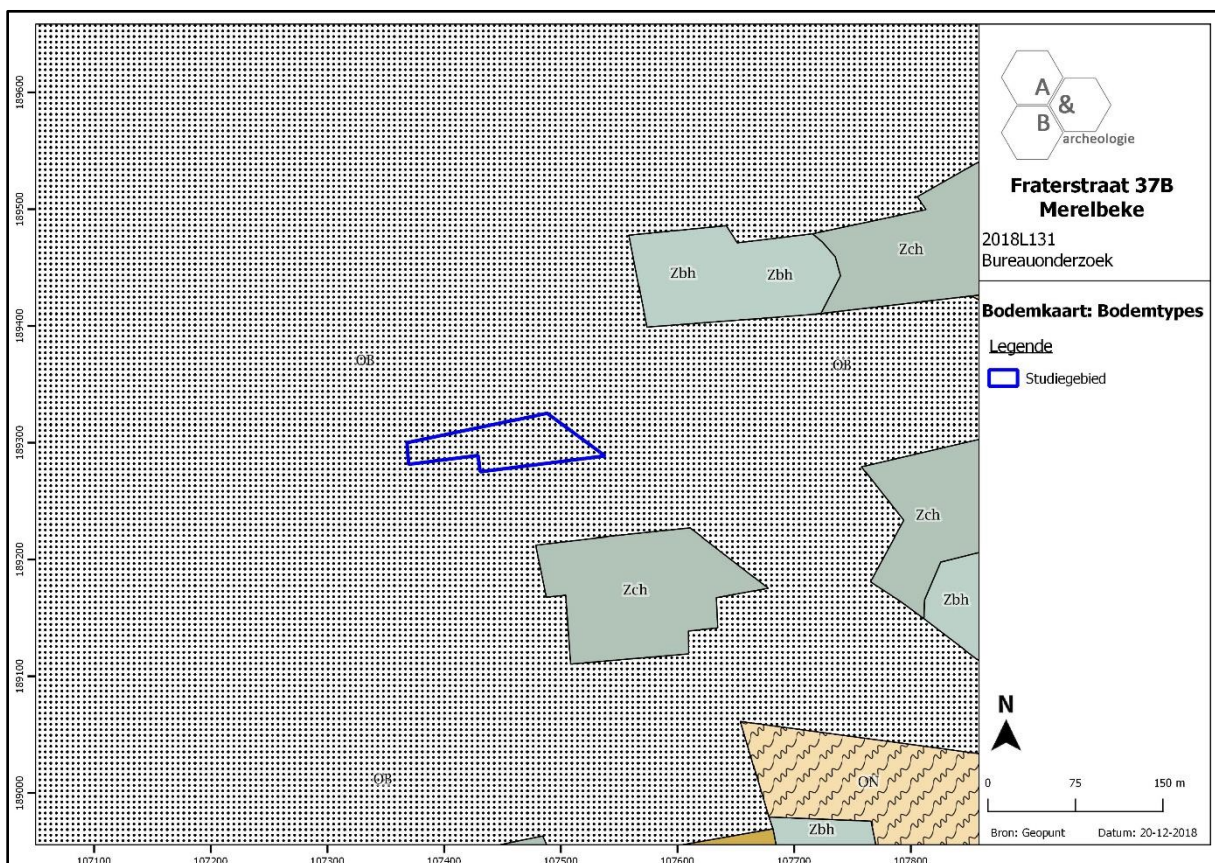 189600
189500
189400
189300
189200
189100
189000
107100
107200
107300
107400
107500
107600
107700
107800
Zbh
Zbh
Zch
OB
OB
Zch
Zch
Zbh
OB
ON
Zbh
A
&
B
archeologie
Fraterstraat 37B
Merelbeke
2018L131
Bureauonderzoek
Bodemkaart: Bodemtypes
Legende
Studiegebied
N
0 75 150 m
Bron: Geopunt Datum: 20-12-2018